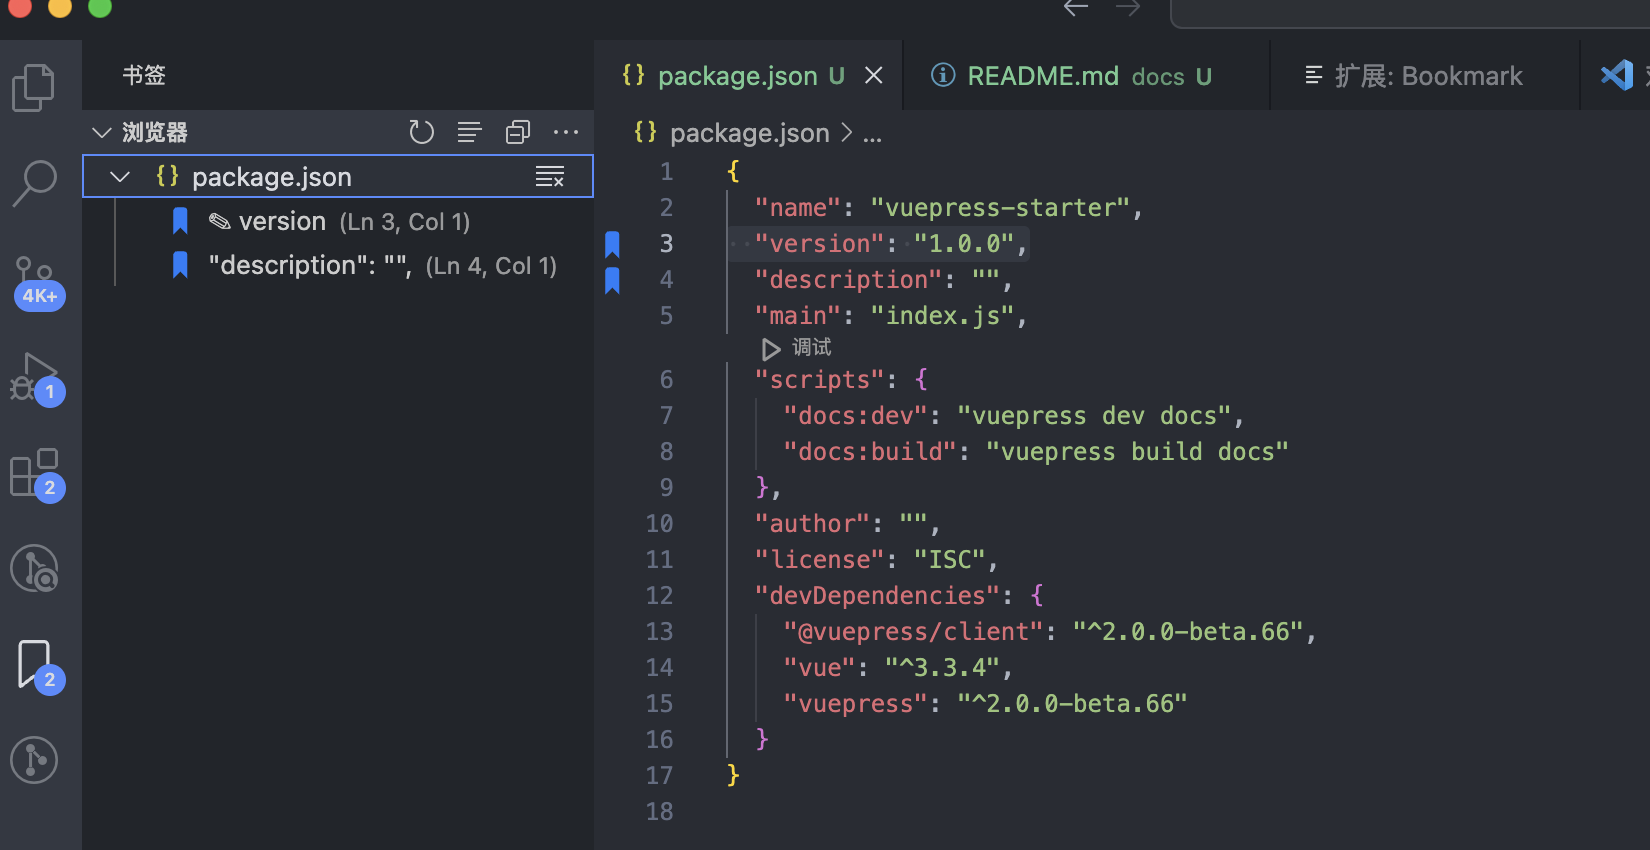 书签
package.json U
README.md docs U
扩展: Bookmark
浏览器
package.json
version (Ln 3, Col 1)
"description": "", (Ln 4, Col 1)
4K+
1
2
2
package.json > ...
1 {
2 "name": "vuepress-starter",
3 "version": "1.0.0",
4 "description": "",
5 "main": "index.js",
调试
6 "scripts": {
7 "docs:dev": "vuepress dev docs",
8 "docs:build": "vuepress build docs"
9 },
10 "author": "",
11 "license": "ISC",
12 "devDependencies": {
13 "@vuepress/client": "^2.0.0-beta.66",
14 "vue": "^3.3.4",
15 "vuepress": "^2.0.0-beta.66"
16 }
17 }
18